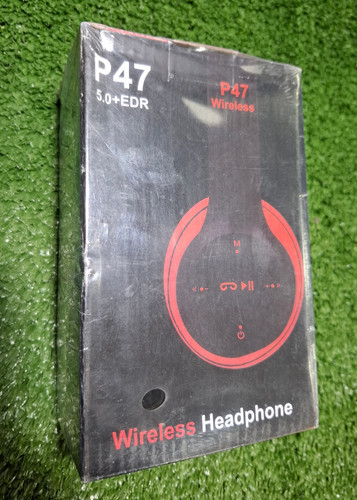 P47
5.0+EDR
P47
Wireless
M
Wireless Headphone